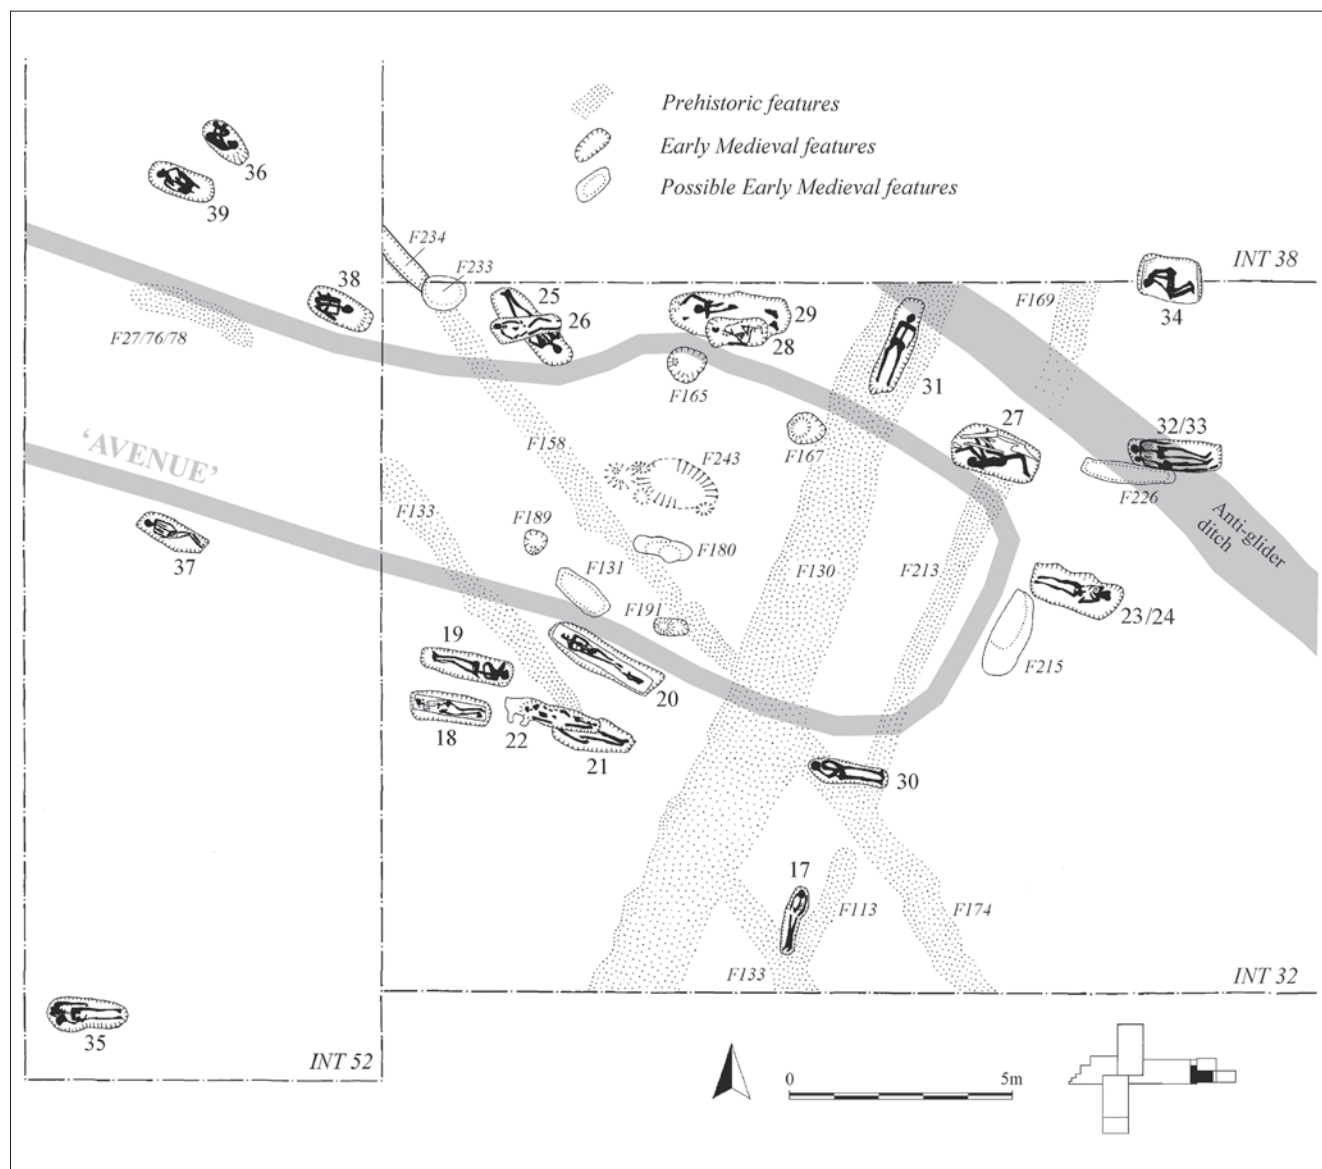 Prehistoric features
Early Medieval features
Possible Early Medieval features
36
39
F234
INT 38
F233
38
25
F169
26
29
34
28
F27/76/78
F165
31
27
32/33
'AVENUE'
F158
F243
F167
F226
F133
F189
Anti-glider
ditch
37
F180
F131
F130
F213
F191
23/24
19
F215
20
18
22
21
30
17
F113
F174
F133
INT 32
35
INT 52
0
5m